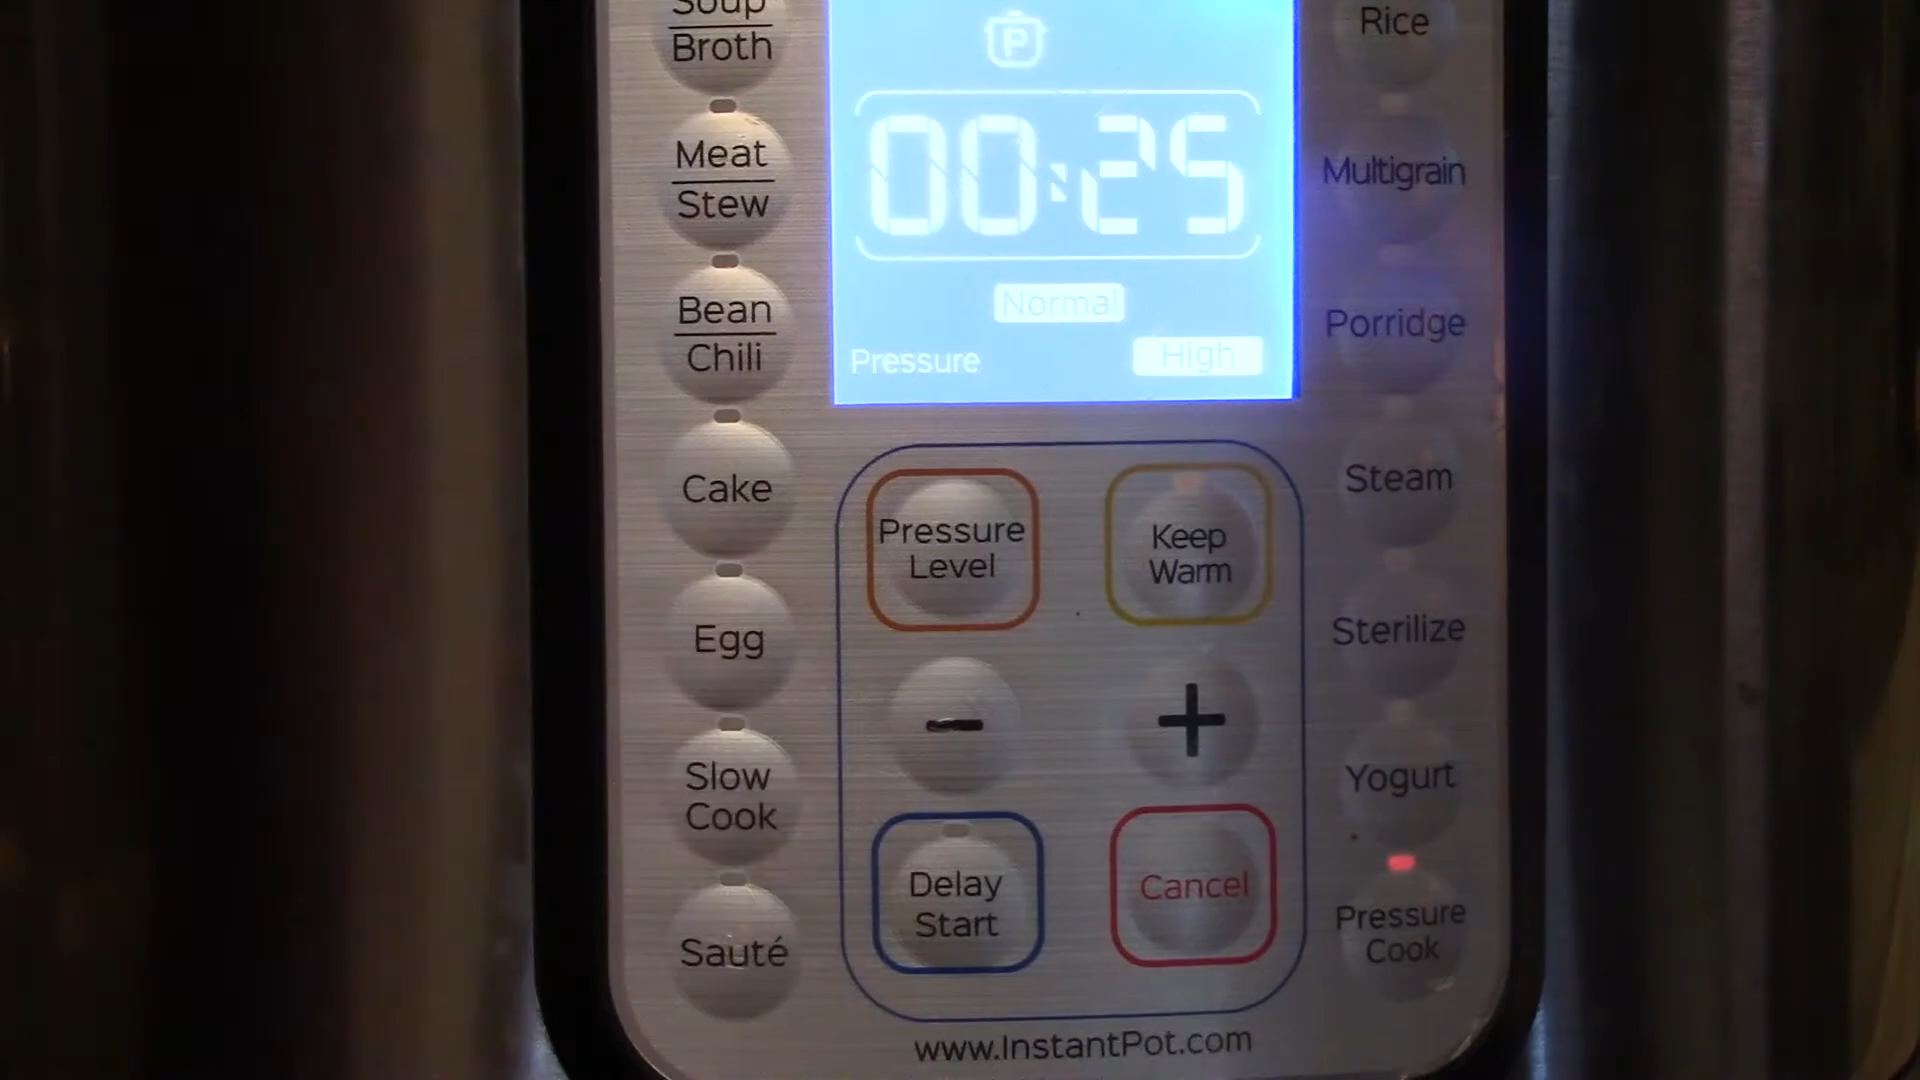 Soup
Broth
Meat
Stew
Bean
Chili
Cake
Egg
Slow
Cook
Sauté
P
00:25
Normal
Pressure High
Pressure
Level
Keep
Warm
-
+
Delay
Start
Cancel
Rice
Multigrain
Porridge
Steam
Sterilize
Yogurt
Pressure
Cook
www.InstantPot.com